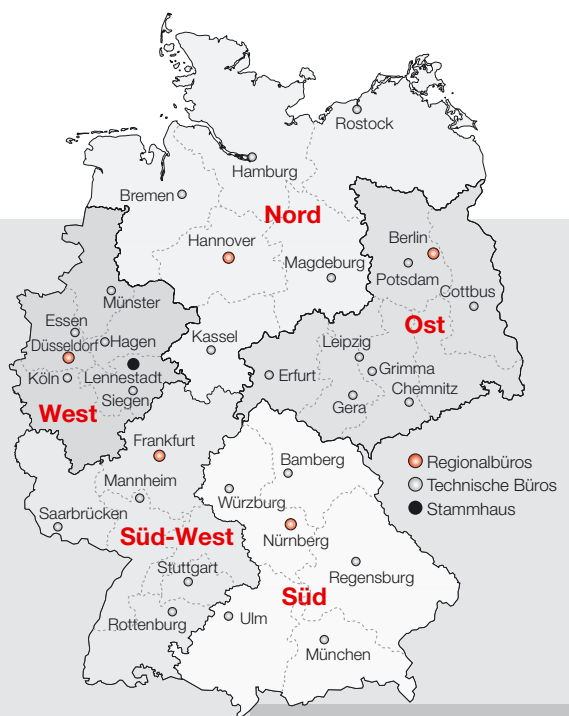 Rostock
Hamburg
Bremen
Nord
Hannover
Berlin
Magdeburg
Potsdam
Cottbus
Münster
Essen
Ost
Kassel
Hagen
Düsseldorf
Leipzig
Grimma
Köln
Lennestadt
Erfurt
Chemnitz
Siegen
Gera
West
Frankfurt
Bamberg
Regionalbüros
Mannheim
Technische Büros
Würzburg
Saarbrücken
Stammhaus
Süd-West
Nürnberg
Stuttgart
Regensburg
Süd
Rottenburg
Ulm
München